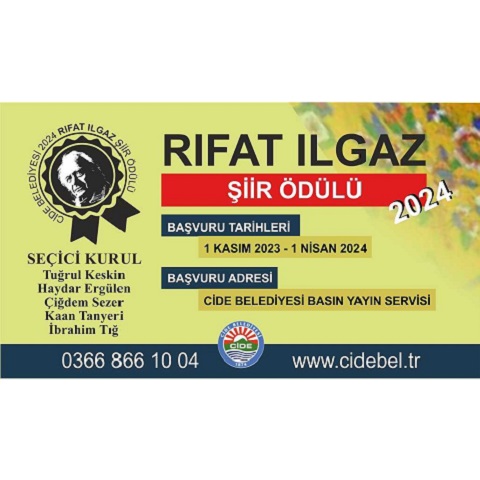 CİDE BELEDİYESİ 2024 RIFAT ILGAZ ŞİİR ÖDÜLÜ
RIFAT ILGAZ
ŞİİR ÖDÜLÜ
2024
BAŞVURU TARİHLERİ
1 KASIM 2023 - 1 NİSAN 2024
BAŞVURU ADRESİ
CİDE BELEDİYESİ BASIN YAYIN SERVİSİ
SEÇİCİ KURUL
Tuğrul Keskin
Haydar Ergülen
Çiğdem Sezer
Kaan Tanyeri
İbrahim Tığ
CİDE
0366 866 10 04
www.cidebel.tr